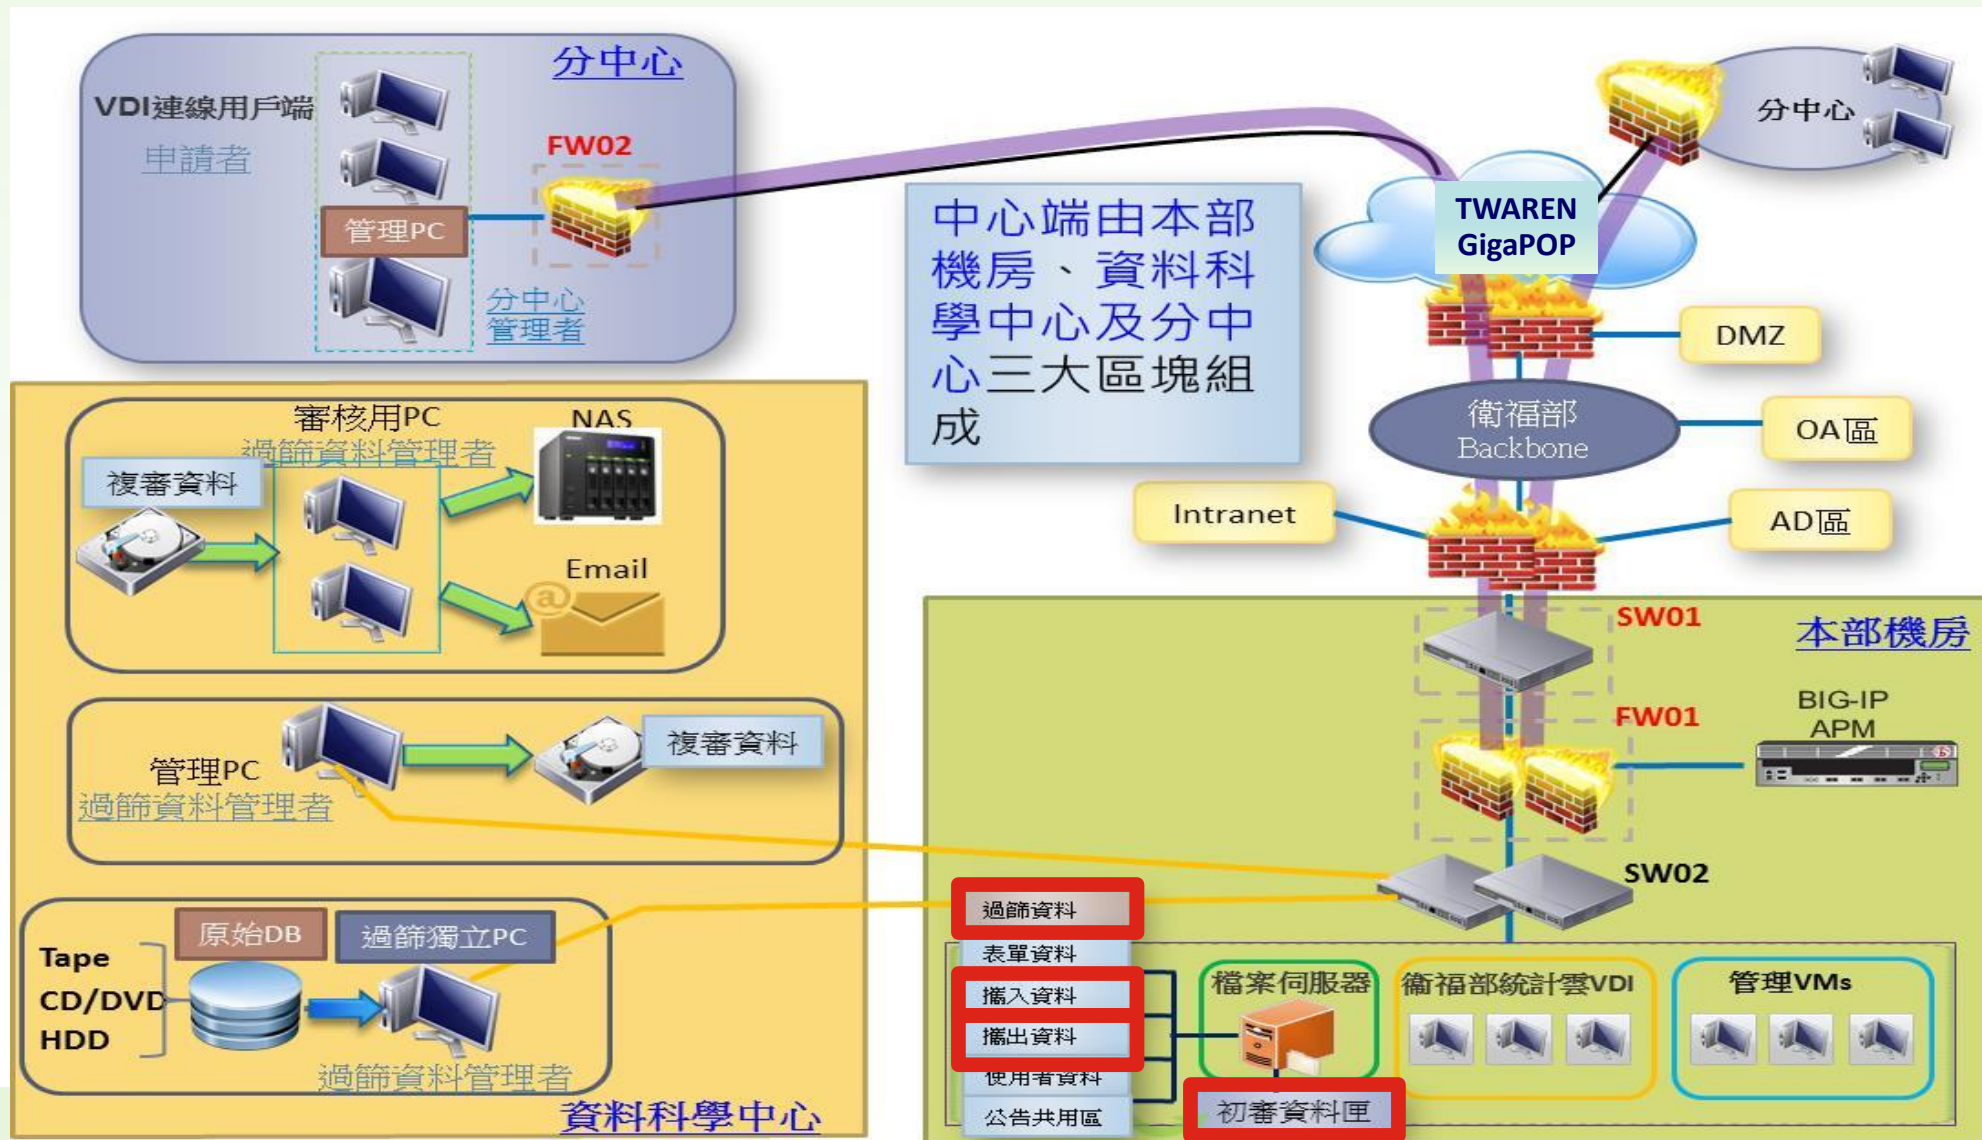 分中心
VDI連線用戶端
申請者
FW02
管理PC
分中心
管理者
分中心
TWAREN
GigaPOP
中心端由本部
機房、資料科
學中心及分中
心三大區塊組
成
DMZ
衛福部
Backbone
OA區
Intranet
AD區
審核用PC
過篩資料管理者
NAS
複審資料
Email
管理PC
過篩資料管理者
複審資料
原始DB
過篩獨立PC
Tape
CD/DVD
HDD
過篩資料管理者
資料科學中心
SW01
本部機房
FW01
BIG-IP
APM
SW02
過篩資料
表單資料
攜入資料
攜出資料
使用者資料
公告共用區
檔案伺服器
初審資料匣
衛福部統計雲VDI
管理VMs